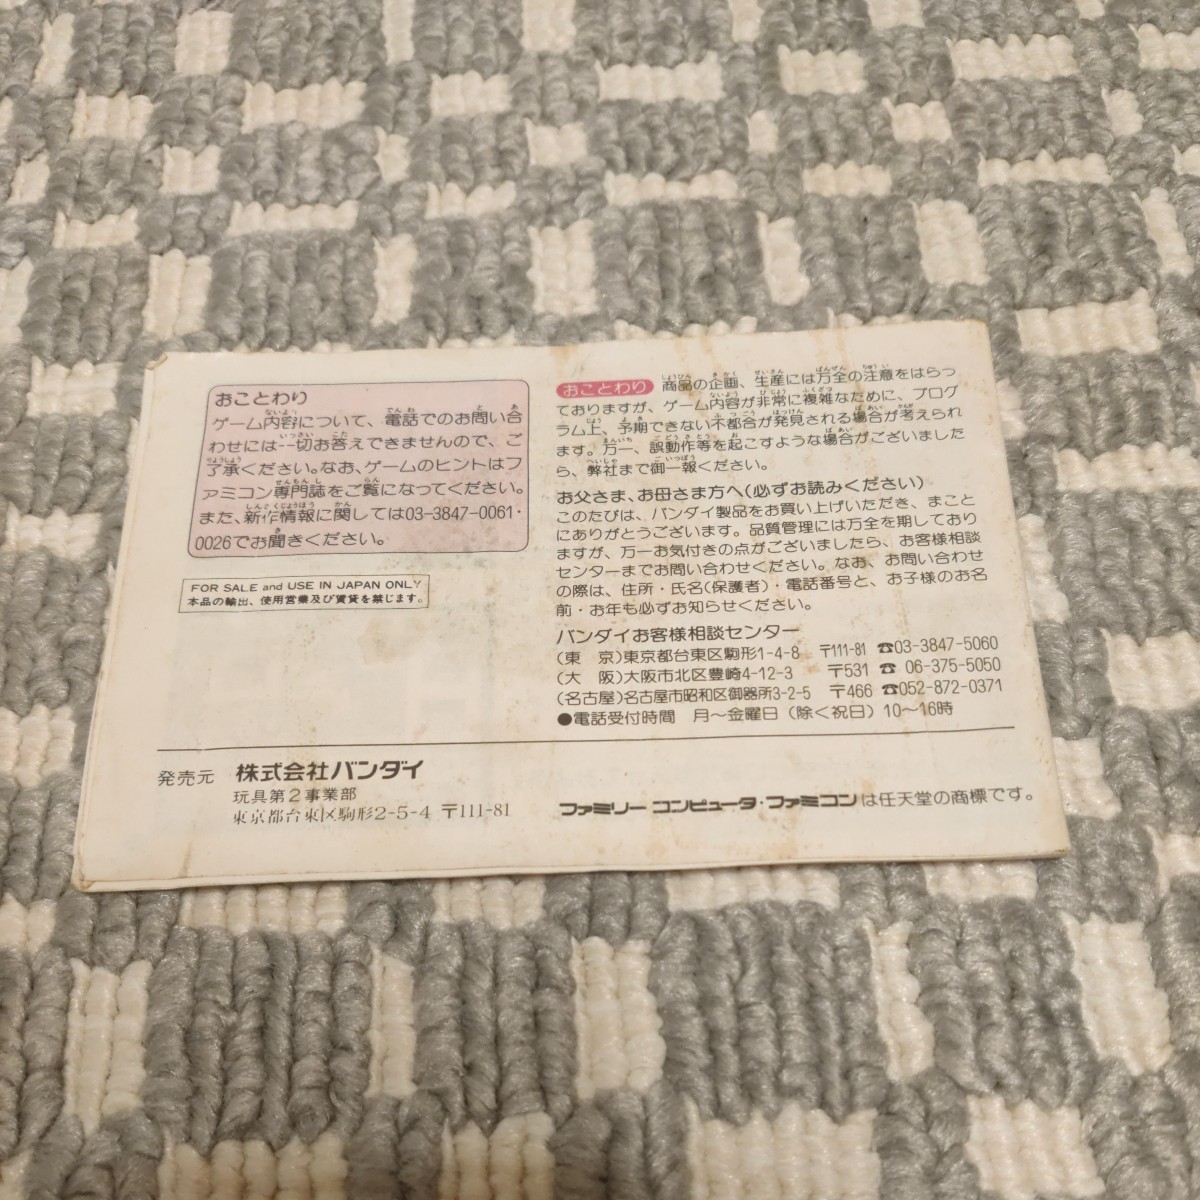 おことわり
ゲーム内容について、電話でのお問い合
わせには一切お答えできませんので、ご
了承ください。なお、ゲームのヒントはフ
ァミコン専門誌をご覧になってください。
また、新作情報に関しては03-3847-0061・
0026でお聞きください。
FOR SALE and USE IN JAPAN ONLY
本品の輸出、使用営業及び賃貸を禁じます。
おことわり 商品の企画、生産には万全の注意をはらっ
ておりますが、ゲーム内容が非常に複雑なために、プログ
ラム上、予期できない不都合が発見される場合が考えられ
ます。万一、誤動作等を起こすような場合がございました
ら、弊社まで御一報ください。
お父さま、お母さま方へ(必ずお読みください)
このたびは、バンダイ製品をお買い上げいただき、まこと
にありがとうございます。品質管理には万全を期しており
ますが、万一お気付きの点がございましたら、お客様相談
センターまでお問い合わせください。なお、お問い合わせ
の際は、住所・氏名(保護者)・電話番号と、お子様のお名
前・お年も必ずお知らせください。
バンダイお客様相談センター
(東 京)東京都台東区駒形1-4-8 〒111-81 ☎03-3847-5060
(大 阪)大阪市北区豊崎4-12-3 〒531 ☎ 06-375-5050
(名古屋)名古屋市昭和区御器所3-2-5 〒466 ☎052-872-0371
●電話受付時間 月〜金曜日(除く祝日)10〜16時
発売元 株式会社バンダイ
玩具第2事業部
東京都台東区駒形2-5-4 〒111-81
ファミリーコンピュータ・ファミコンは任天堂の商標です。